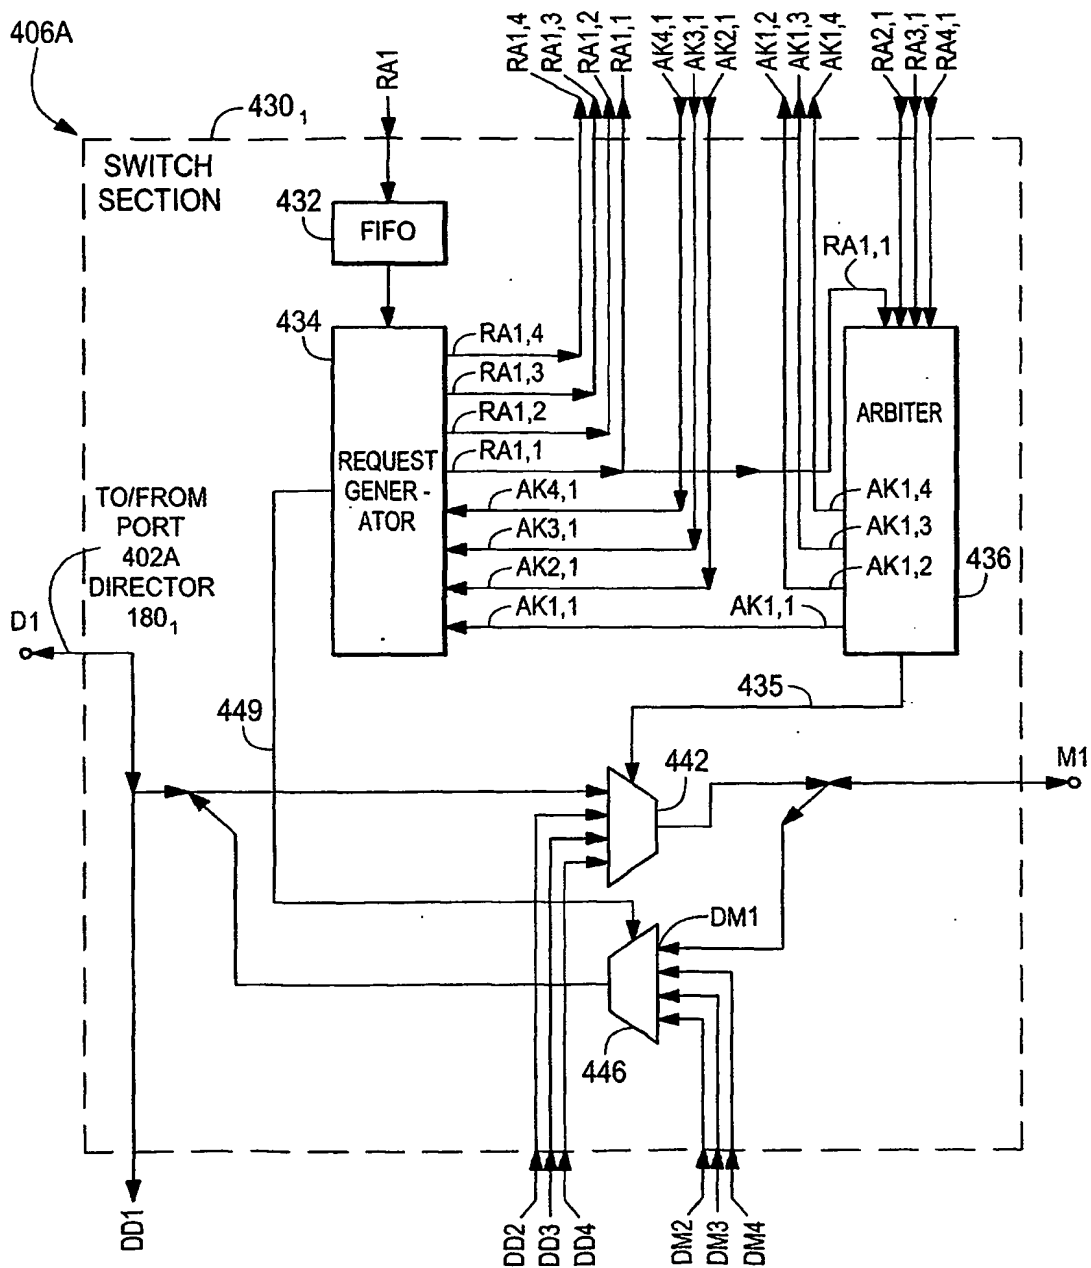 406A
430₁
RA1
RA1,4
RA1,3
RA1,2
RA1,1
AK4,1
AK3,1
AK2,1
AK1,2
AK1,3
AK1,4
RA2,1
RA3,1
RA4,1
SWITCH
SECTION
432
FIFO
RA1,1
434
RA1,4
RA1,3
RA1,2
RA1,1
REQUEST
GENER -
ATOR
AK4,1
AK3,1
AK2,1
AK1,1
ARBITER
AK1,4
AK1,3
AK1,2
AK1,1
436
TO/FROM
PORT
402A
DIRECTOR
180₁
D1
435
449
442
M1
DM1
446
DD1
DD2
DD3
DD4
DM2
DM3
DM4